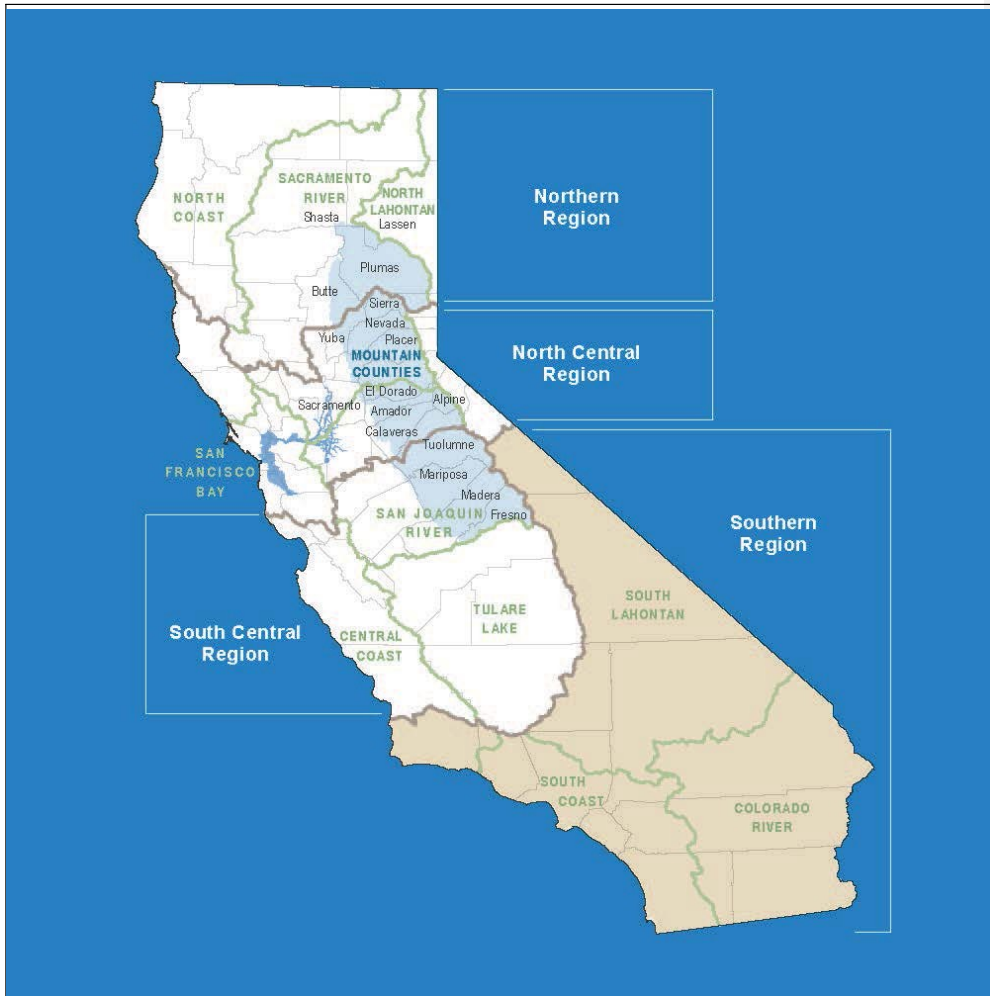 NORTH
COAST
SACRAMENTO
RIVER
Shasta
NORTH
LAHONTAN
Lassen
Northern
Region
Plumas
Butte
Sierra
Nevada
Yuba
Placer
MOUNTAIN
COUNTIES
North Central
Region
El Dorado
Alpine
Sacramento
Amador
Calaveras
Tuolumne
SAN
FRANCISCO
BAY
Mariposa
Madera
Fresno
SAN JOAQUIN
RIVER
Southern
Region
South Central
Region
CENTRAL
COAST
TULARE
LAKE
SOUTH
LAHONTAN
SOUTH
COAST
COLORADO
RIVER